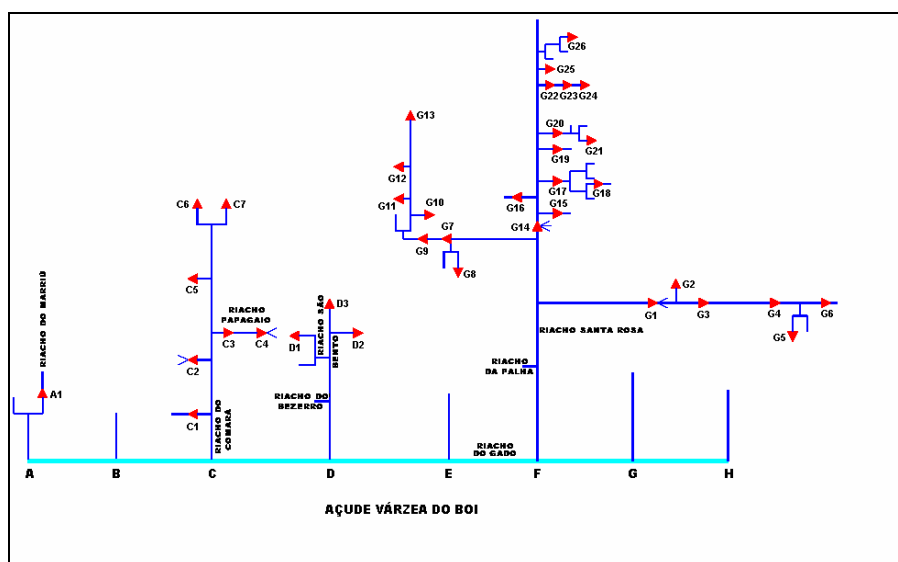 G26
G25
G22 G23 G24
G13
G20
G21
G19
G12
G17
G18
C6
C7
G11
G10
G16
G15
G7
G14
G9
G8
RIACHO DO MARRIÚ
C5
G2
RIACHO
PAPAGAIO
D3
RIACHO SÃO
BENTO
G1
G3
G4
G6
C3
C4
D1
D2
RIACHO SANTA ROSA
G5
C2
RIACHO
DA PALHA
A1
RIACHO DO
BEZERRO
C1
RIACHO DO
COMARÁ
RIACHO
DO GADO
A
B
C
D
E
F
G
H
AÇUDE VÁRZEA DO BOI